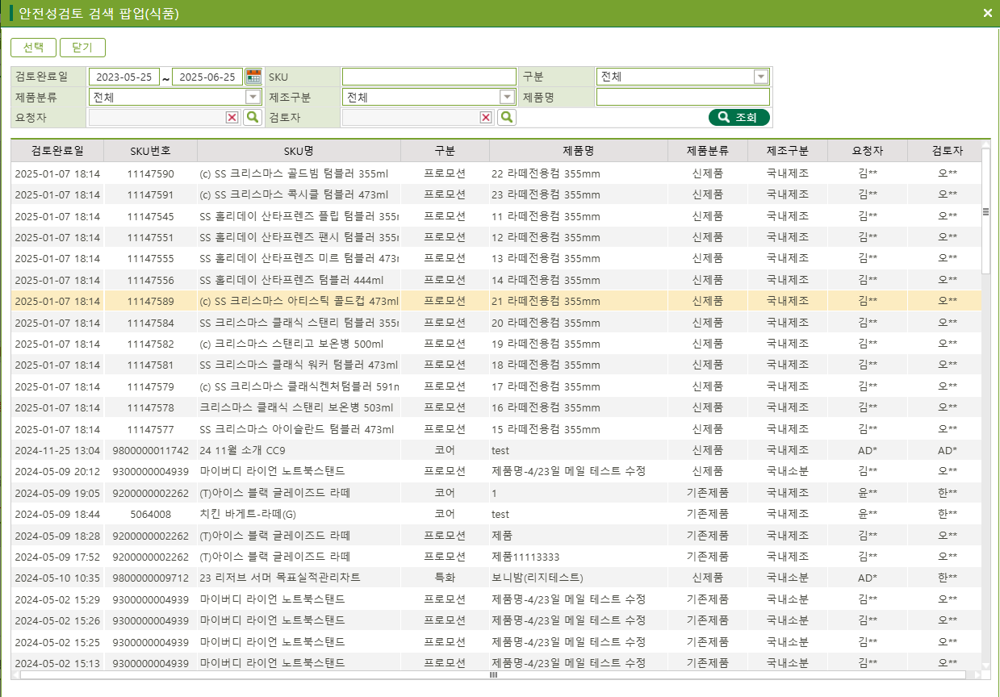 안전성검토 검색 팝업(식품)
선택 닫기
검토완료일 2023-05-25 ~ 2025-06-25 SKU 구분 전체
제품분류 전체 제조구분 전체 제품명
요청자 검토자 조회
검토완료일 SKU번호 SKU명 구분 제품명 제품분류 제조구분 요청자 검토자
2025-01-07 18:14 11147590 (c) SS 크리스마스 골드빔 텀블러 355ml 프로모션 22 라떼전용컵 355mm 신제품 국내제조 김** 오**
2025-01-07 18:14 11147591 (c) SS 크리스마스 콕시클 텀블러 473ml 프로모션 23 라떼전용컵 355mm 신제품 국내제조 김** 오**
2025-01-07 18:14 11147545 SS 홀리데이 산타프렌즈 플립 텀블러 355 프로모션 11 라떼전용컵 355mm 신제품 국내제조 김** 오**
2025-01-07 18:14 11147551 SS 홀리데이 산타프렌즈 팬시 텀블러 355 프로모션 12 라떼전용컵 355mm 신제품 국내제조 김** 오**
2025-01-07 18:14 11147555 SS 홀리데이 산타프렌즈 미르 텀블러 473 프로모션 13 라떼전용컵 355mm 신제품 국내제조 김** 오**
2025-01-07 18:14 11147556 SS 홀리데이 산타프렌즈 텀블러 444ml 프로모션 14 라떼전용컵 355mm 신제품 국내제조 김** 오**
2025-01-07 18:14 11147589 (c) SS 크리스마스 아티스틱 콜드컵 473ml 프로모션 21 라떼전용컵 355mm 신제품 국내제조 김** 오**
2025-01-07 18:14 11147584 SS 크리스마스 클래식 스탠리 텀블러 355 프로모션 20 라떼전용컵 355mm 신제품 국내제조 김** 오**
2025-01-07 18:14 11147582 (c) 크리스마스 스탠리고 보온병 500ml 프로모션 19 라떼전용컵 355mm 신제품 국내제조 김** 오**
2025-01-07 18:14 11147581 SS 크리스마스 클래식 워커 텀블러 473ml 프로모션 18 라떼전용컵 355mm 신제품 국내제조 김** 오**
2025-01-07 18:14 11147579 (c) SS 크리스마스 클래식켄처텀블러 591m 프로모션 17 라떼전용컵 355mm 신제품 국내제조 김** 오**
2025-01-07 18:14 11147578 크리스마스 클래식 스탠리 보온병 503ml 프로모션 16 라떼전용컵 355mm 신제품 국내제조 김** 오**
2025-01-07 18:14 11147577 SS 크리스마스 아이슬란드 텀블러 473ml 프로모션 15 라떼전용컵 355mm 신제품 국내제조 김** 오**
2024-11-25 13:04 9800000011742 24 11월 소개 CC9 코어 test 신제품 국내제조 AD* AD*
2024-05-09 20:12 9300000004939 마이버디 라이언 노트북스탠드 프로모션 제품명-4/23일 메일 테스트 수정 신제품 국내소분 김** 오**
2024-05-09 19:05 9200000002262 (T)아이스 블랙 글레이즈드 라떼 코어 1 기존제품 국내제조 윤** 한**
2024-05-09 18:44 5064008 치킨 바게트-라떼(G) 코어 test 기존제품 국내제조 윤** 한**
2024-05-09 18:28 9200000002262 (T)아이스 블랙 글레이즈드 라떼 프로모션 제품 기존제품 국내제조 김** 오**
2024-05-09 17:52 9200000002262 (T)아이스 블랙 글레이즈드 라떼 프로모션 제품11113333 기존제품 국내제조 김** 오**
2024-05-10 10:35 9800000009712 23 리저브 서머 목표실적관리차트 특화 보니밤(리지테스트) 신제품 국내소분 AD* 한**
2024-05-02 15:29 9300000004939 마이버디 라이언 노트북스탠드 프로모션 제품명-4/23일 메일 테스트 수정 기존제품 국내소분 김** 오**
2024-05-02 15:26 9300000004939 마이버디 라이언 노트북스탠드 프로모션 제품명-4/23일 메일 테스트 수정 기존제품 국내소분 김** 오**
2024-05-02 15:25 9300000004939 마이버디 라이언 노트북스탠드 프로모션 제품명-4/23일 메일 테스트 수정 기존제품 국내소분 김** 오**
2024-05-02 15:13 9300000004939 마이버디 라이언 노트북스탠드 프로모션 제품명-4/23일 메일 테스트 수정 기존제품 국내소분 김** 오**